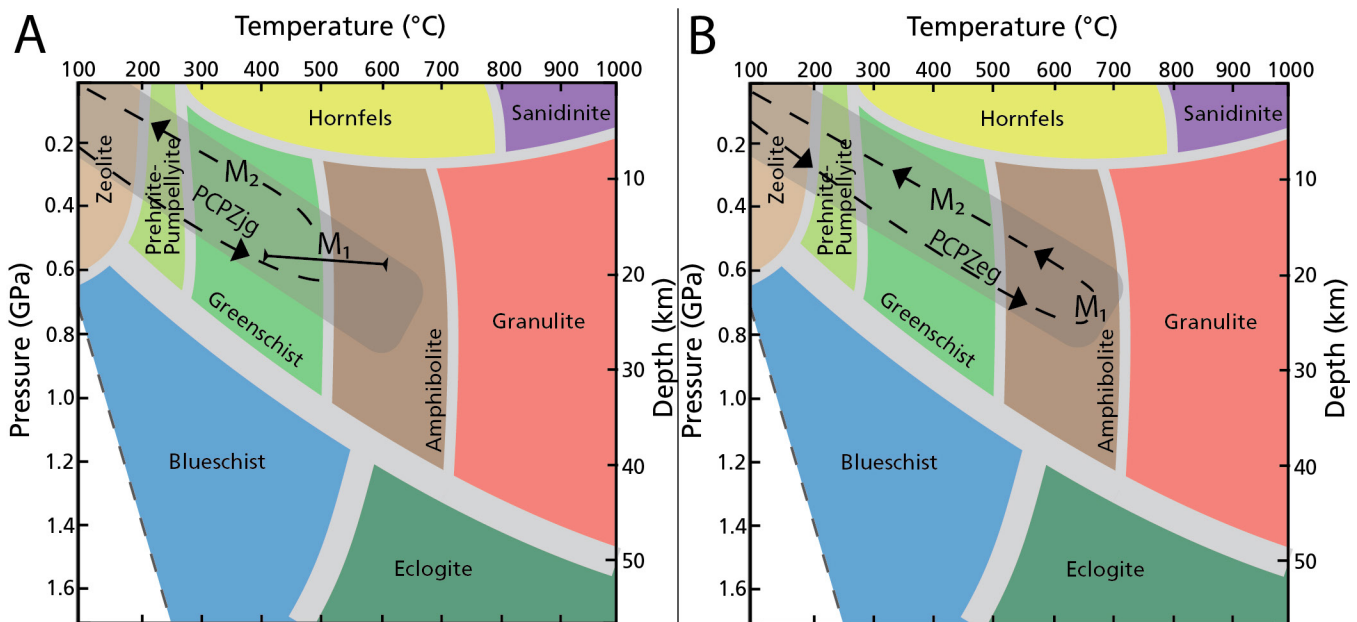 A
Temperature (°C)
100 200 300 400 500 600 700 800 900 1000
Hornfels
Sanidinite
Zeolite
Prehnite-
Pumpellyite
M₂
PCPZjg
M₁
Greenschist
Amphibolite
Granulite
Blueschist
Eclogite
Pressure (GPa)
0.2
0.4
0.6
0.8
1.0
1.2
1.4
1.6
Depth (km)
10
20
30
40
50
B
Temperature (°C)
100 200 300 400 500 600 700 800 900 1000
Hornfels
Sanidinite
Zeolite
Prehnite-
Pumpellyite
M₂
PCPZeg
M₁
Greenschist
Amphibolite
Granulite
Blueschist
Eclogite
Pressure (GPa)
0.2
0.4
0.6
0.8
1.0
1.2
1.4
1.6
Depth (km)
10
20
30
40
50